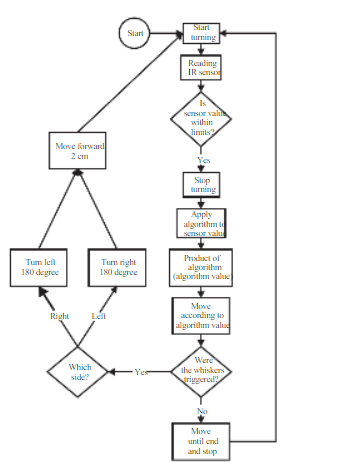 Start
Start
turning
Reading
IR sensor
Is
sensor value
within
limits?
Yes
Stop
turning
Apply
algorithm to
sensor value
Product of
algorithm
(algorithm value
Move
according to
algorithm value
Were
the whiskers
triggered?
Yes
No
Move
until end
and stop
Which
side?
Right
Left
Turn left
180 degree
Turn right
180 degree
Move forward
2 cm